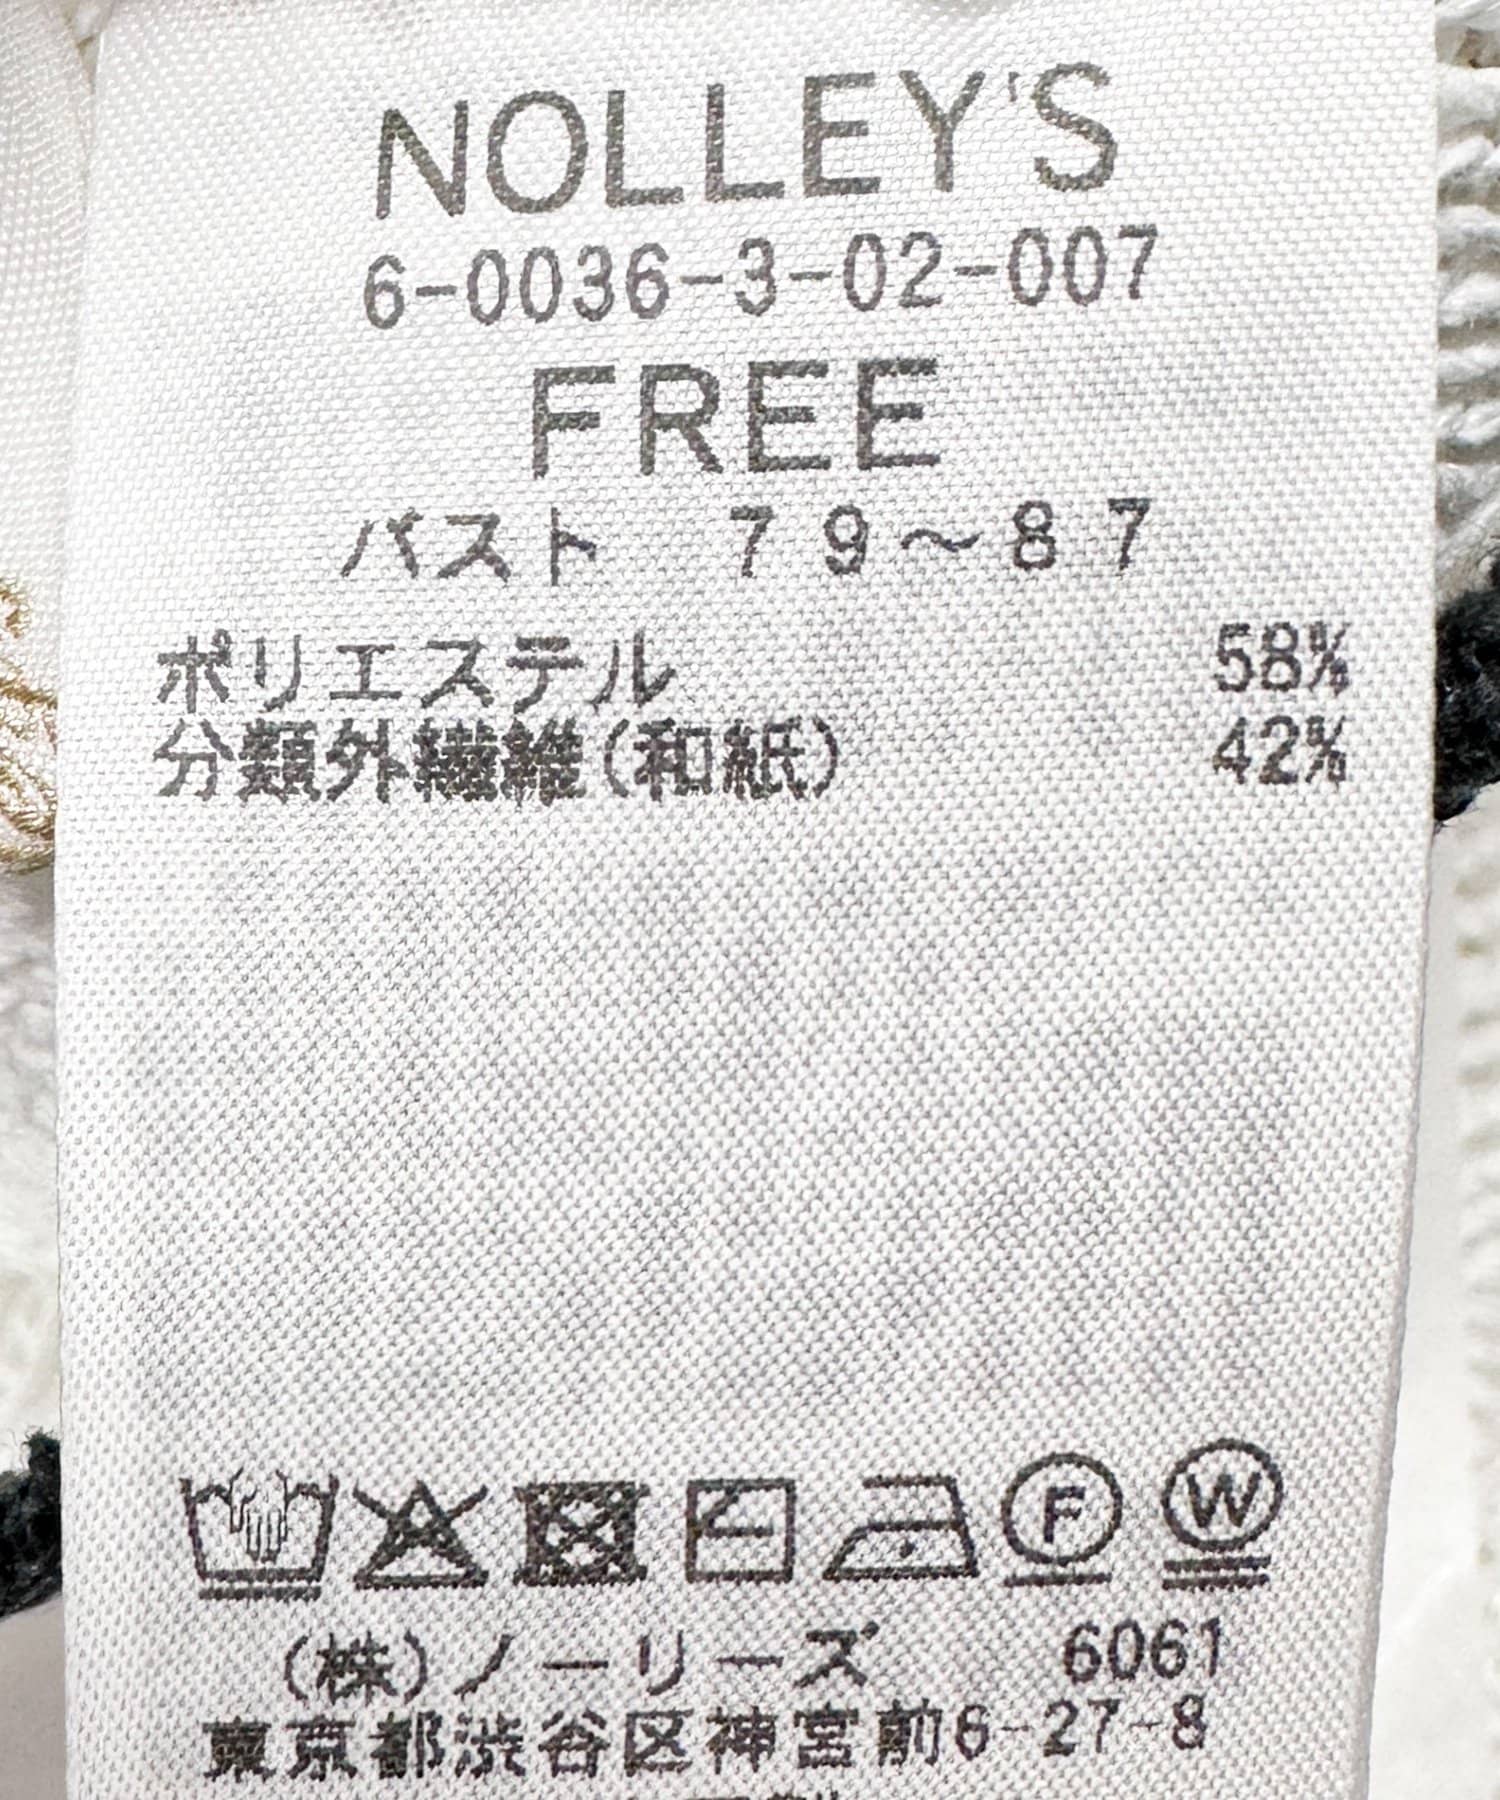 NOLLEY'S
6-0036-3-02-007
FREE
バスト 79〜87
ポリエステル 58%
分類外繊維(和紙) 42%
F W
(株)ノーリーズ 6061
東京都渋谷区神宮前6-27-8